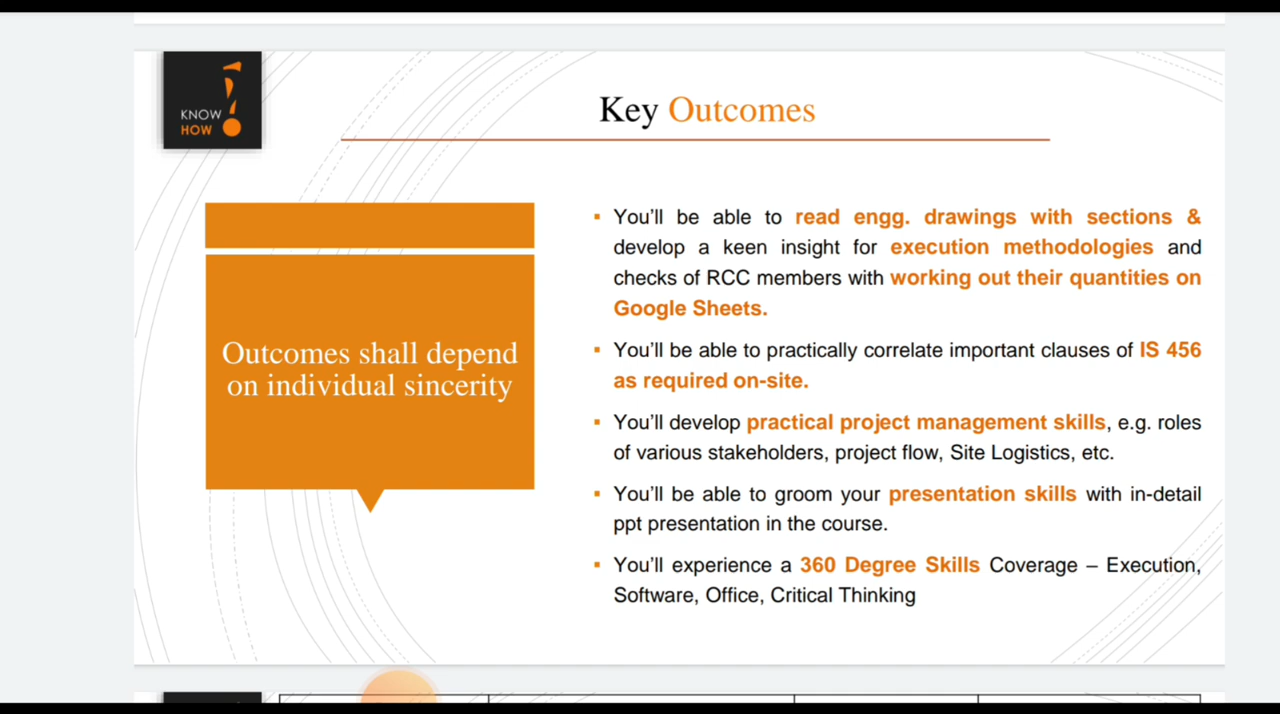 KNOW
HOW
Key Outcomes
Outcomes shall depend
on individual sincerity
▪ You’ll be able to read engg. drawings with sections &
develop a keen insight for execution methodologies and
checks of RCC members with working out their quantities on
Google Sheets.
▪ You’ll be able to practically correlate important clauses of IS 456
as required on-site.
▪ You’ll develop practical project management skills, e.g. roles
of various stakeholders, project flow, Site Logistics, etc.
▪ You’ll be able to groom your presentation skills with in-detail
ppt presentation in the course.
▪ You’ll experience a 360 Degree Skills Coverage – Execution,
Software, Office, Critical Thinking